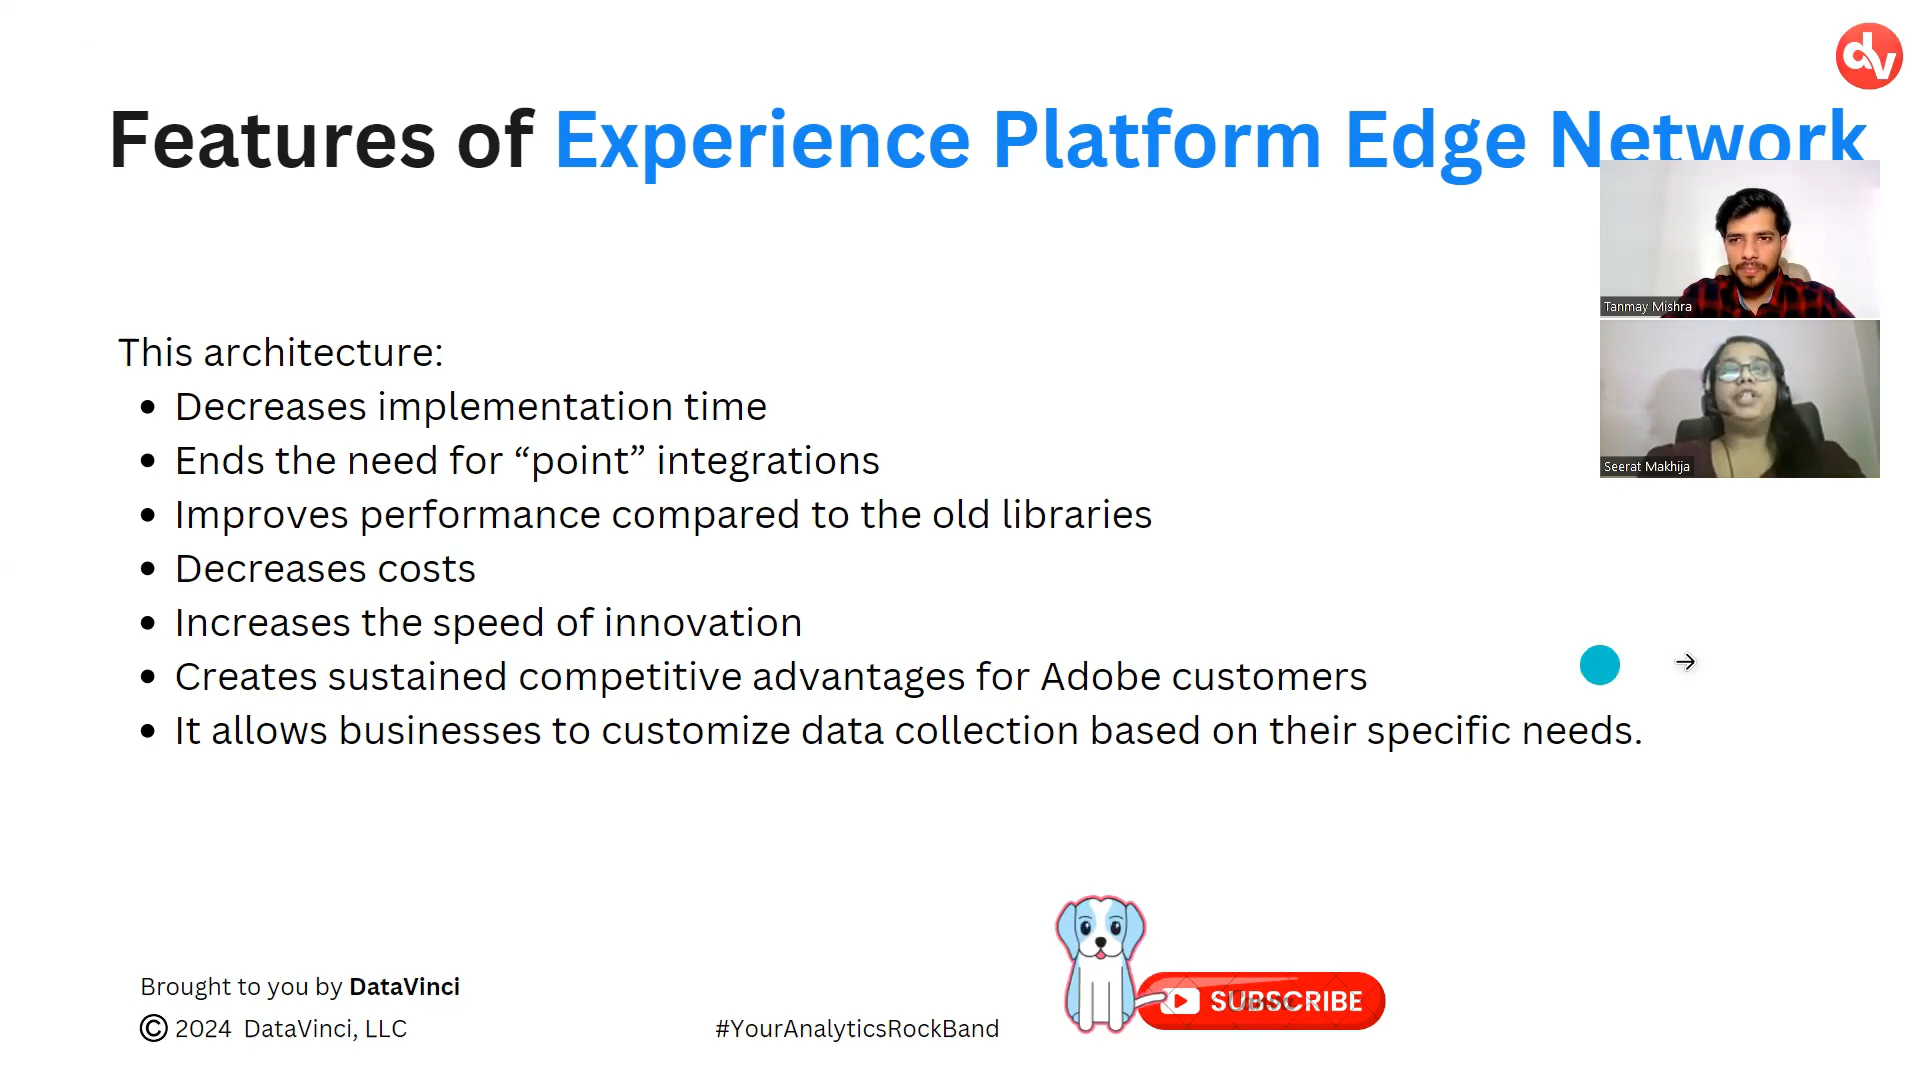 dv
Features of Experience Platform Edge Network
Tanmay Mishra
Seerat Makhija
This architecture:
• Decreases implementation time
• Ends the need for “point” integrations
• Improves performance compared to the old libraries
• Decreases costs
• Increases the speed of innovation
• Creates sustained competitive advantages for Adobe customers
• It allows businesses to customize data collection based on their specific needs.
Brought to you by DataVinci
© 2024 DataVinci, LLC
#YourAnalyticsRockBand
SUBSCRIBE